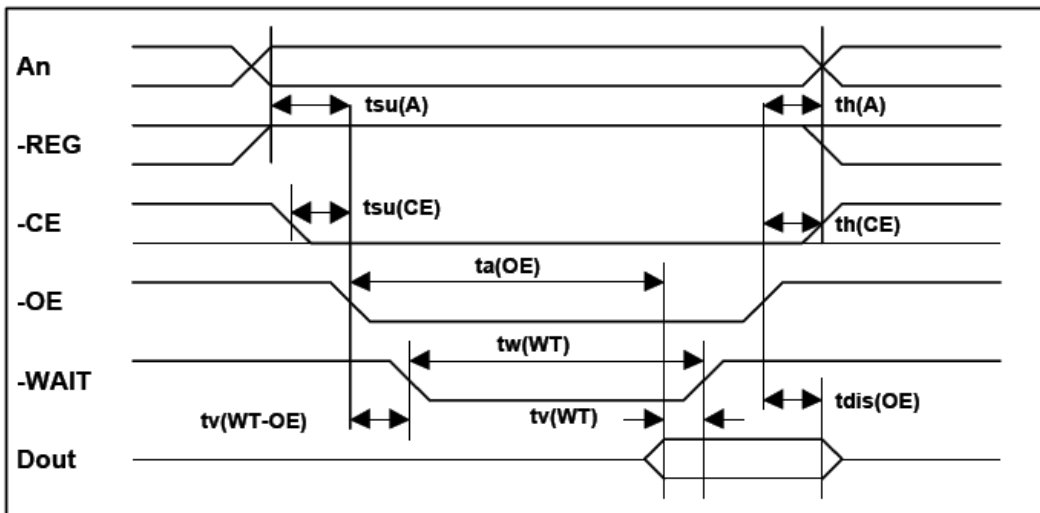 An
tsu(A)
th(A)
-REG
-CE
tsu(CE)
th(CE)
ta(OE)
-OE
tw(WT)
-WAIT
tv(WT-OE)
tv(WT)
tdis(OE)
Dout